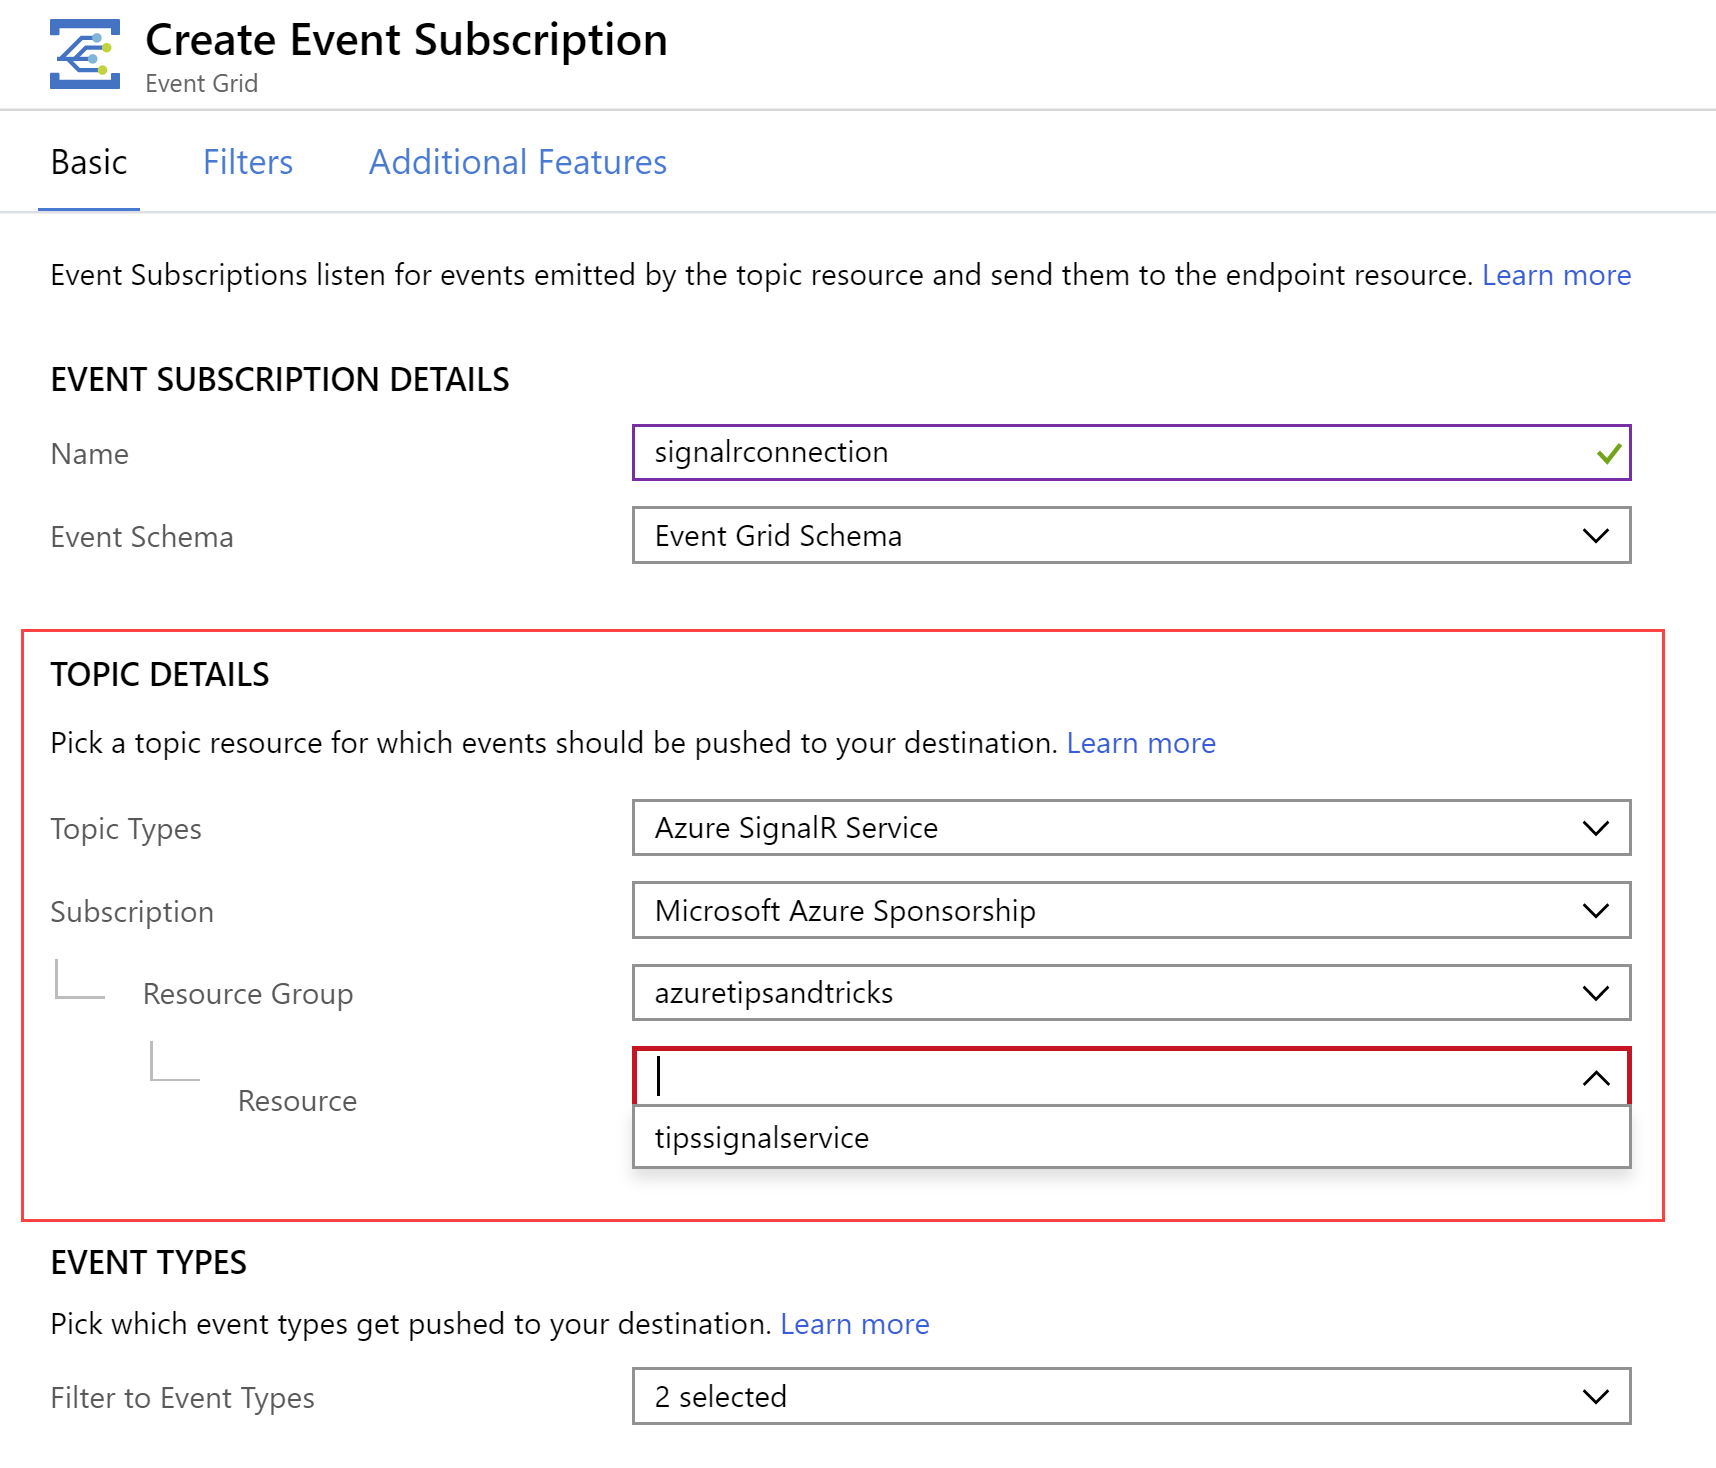 Create Event Subscription
Event Grid
Basic Filters Additional Features
Event Subscriptions listen for events emitted by the topic resource and send them to the endpoint resource. Learn more
EVENT SUBSCRIPTION DETAILS
Name signalrconnection
Event Schema Event Grid Schema
TOPIC DETAILS
Pick a topic resource for which events should be pushed to your destination. Learn more
Topic Types Azure SignalR Service
Subscription Microsoft Azure Sponsorship
Resource Group azuretipsandtricks
Resource
tipssignalservice
EVENT TYPES
Pick which event types get pushed to your destination. Learn more
Filter to Event Types 2 selected